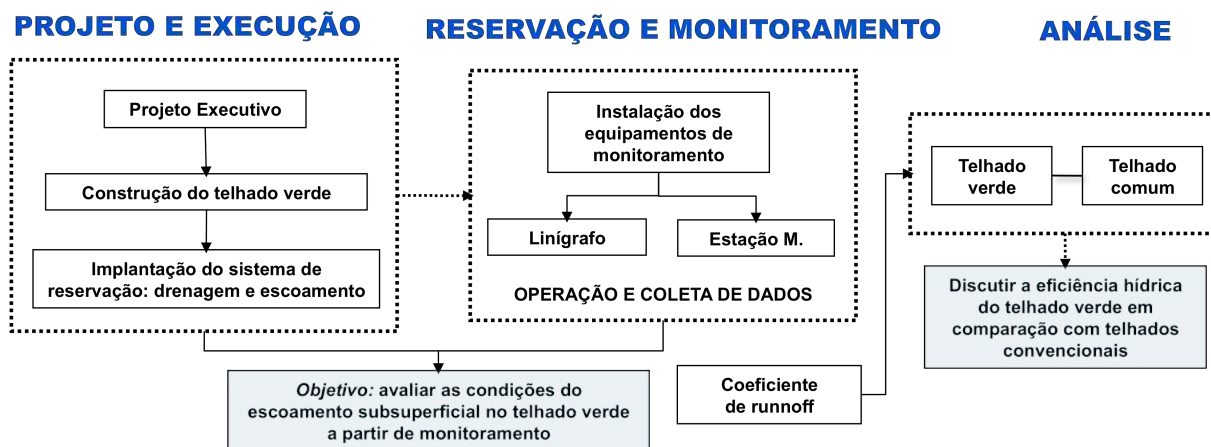 PROJETO E EXECUÇÃO
Projeto Executivo
Construção do telhado verde
Implantação do sistema de
reservação: drenagem e escoamento
RESERVAÇÃO E MONITORAMENTO
Instalação dos
equipamentos de
monitoramento
Linígrafo
Estação M.
OPERAÇÃO E COLETA DE DADOS
Objetivo: avaliar as condições do
escoamento subsuperficial no telhado verde
a partir de monitoramento
Coeficiente
de runnoff
ANÁLISE
Telhado
verde
Telhado
comum
Discutir a eficiência hídrica
do telhado verde em
comparação com telhados
convencionais